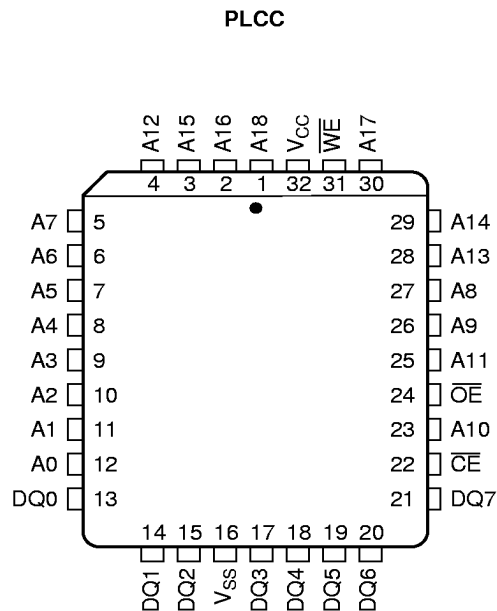 PLCC
A12 A15 A16 A18 VCC W̅E̅ A17
4 3 2 1 32 31 30
A7 5 29 A14
A6 6 28 A13
A5 7 27 A8
A4 8 26 A9
A3 9 25 A11
A2 10 24 O̅E̅
A1 11 23 A10
A0 12 22 C̅E̅
DQ0 13 21 DQ7
14 15 16 17 18 19 20
DQ1 DQ2 VSS DQ3 DQ4 DQ5 DQ6